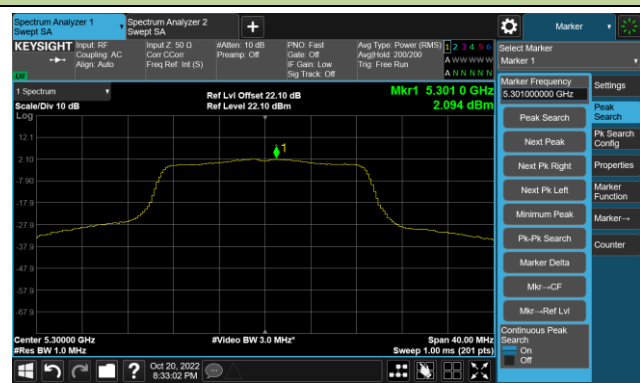 Spectrum Analyzer 1
Swept SA
Spectrum Analyzer 2
Swept SA
+
Marker
KEYSIGHT
Input: RF
Coupling: AC
Align: Auto
Input Z: 50 Ω
Corr CCorr
Freq Ref: Int (S)
#Atten: 10 dB
Preamp: Off
PNO: Fast
Gate: Off
IF Gain: Low
Sig Track: Off
Avg Type: Power (RMS)
Avg|Hold: 200/200
Trig: Free Run
1 2 3 4 5 6
A W W W W W
A N N N N N
LV
Select Marker
Marker 1
1 Spectrum
Scale/Div 10 dB
Log
Ref Lvl Offset 22.10 dB
Ref Level 22.10 dBm
Mkr1 5.301 0 GHz
2.094 dBm
1
12.1
2.10
-7.90
-17.9
-27.9
-37.9
-47.9
-57.9
-67.9
Center 5.30000 GHz
#Res BW 1.0 MHz
#Video BW 3.0 MHz*
Span 40.00 MHz
Sweep 1.00 ms (201 pts)
Marker Frequency
5.301000000 GHz
Peak Search
Next Peak
Next Pk Right
Next Pk Left
Minimum Peak
Pk-Pk Search
Marker Delta
Mkr→CF
Mkr→Ref Lvl
Continuous Peak
Search
On
Off
Settings
Peak
Search
Pk Search
Config
Properties
Marker
Function
Marker→
Counter
?
Oct 20, 2022
8:33:02 PM